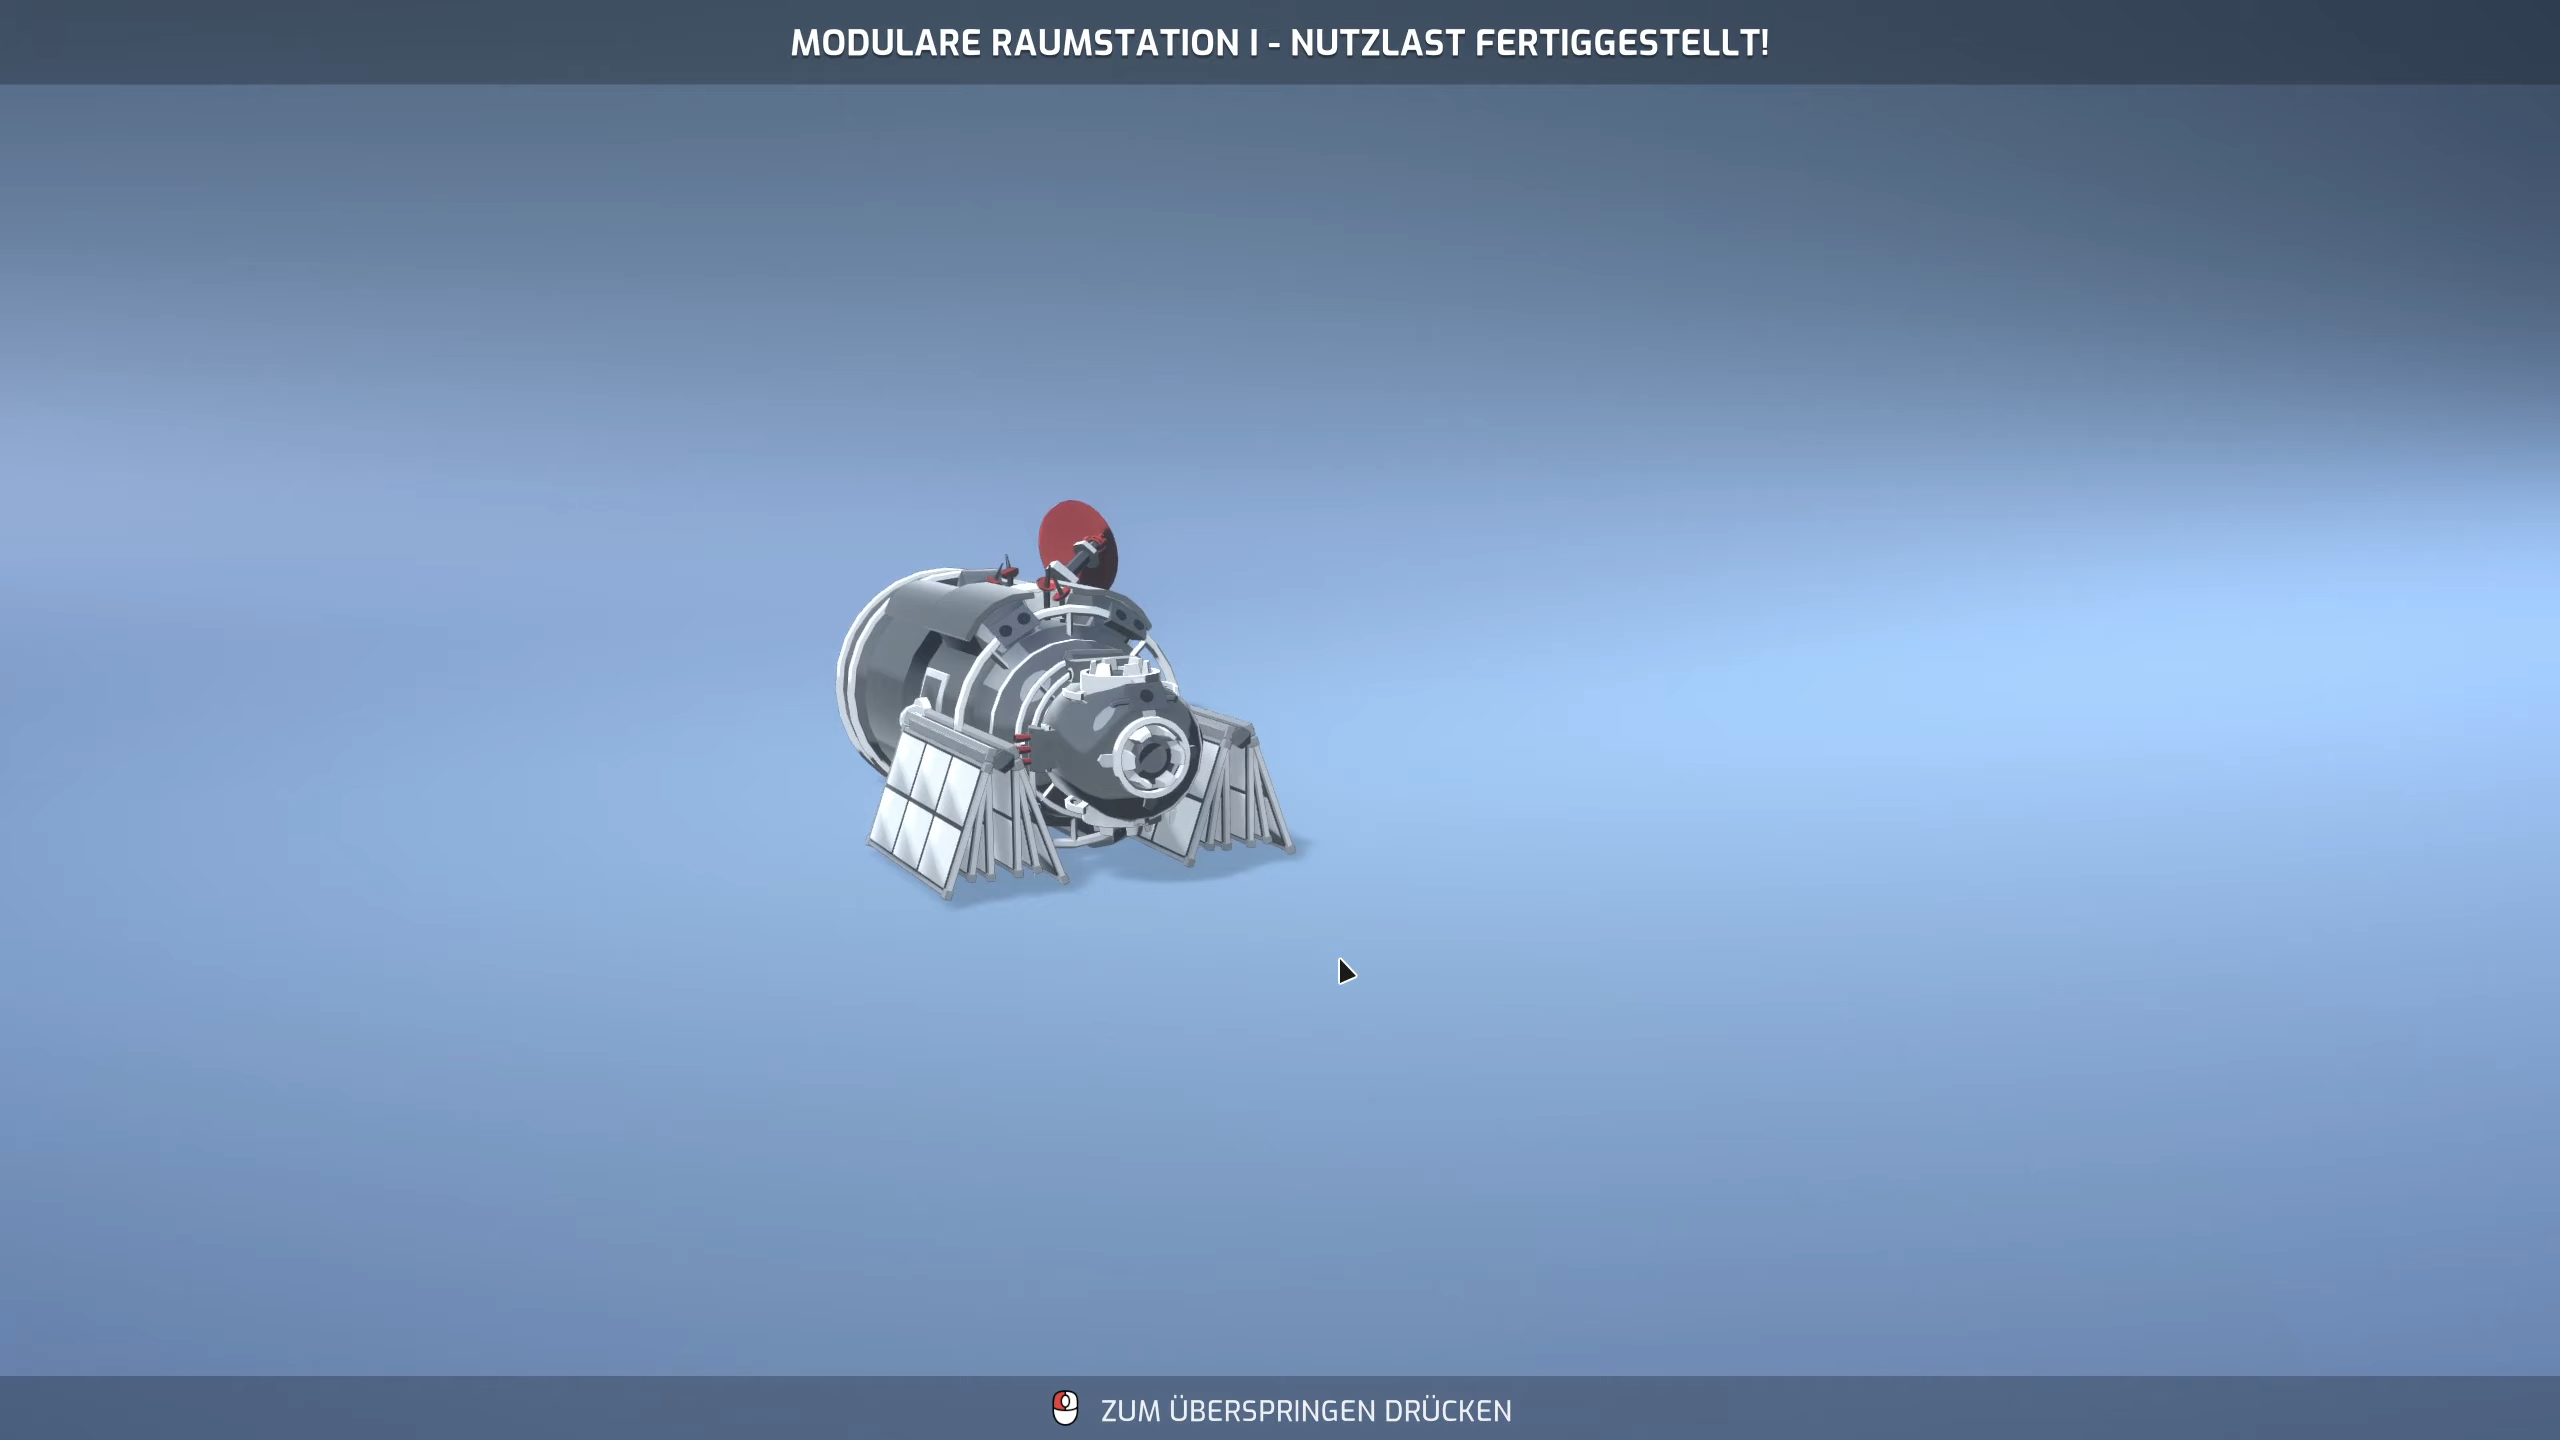 MODULARE RAUMSTATION I - NUTZLAST FERTIGGESTELLT!
ZUM ÜBERSPRINGEN DRÜCKEN